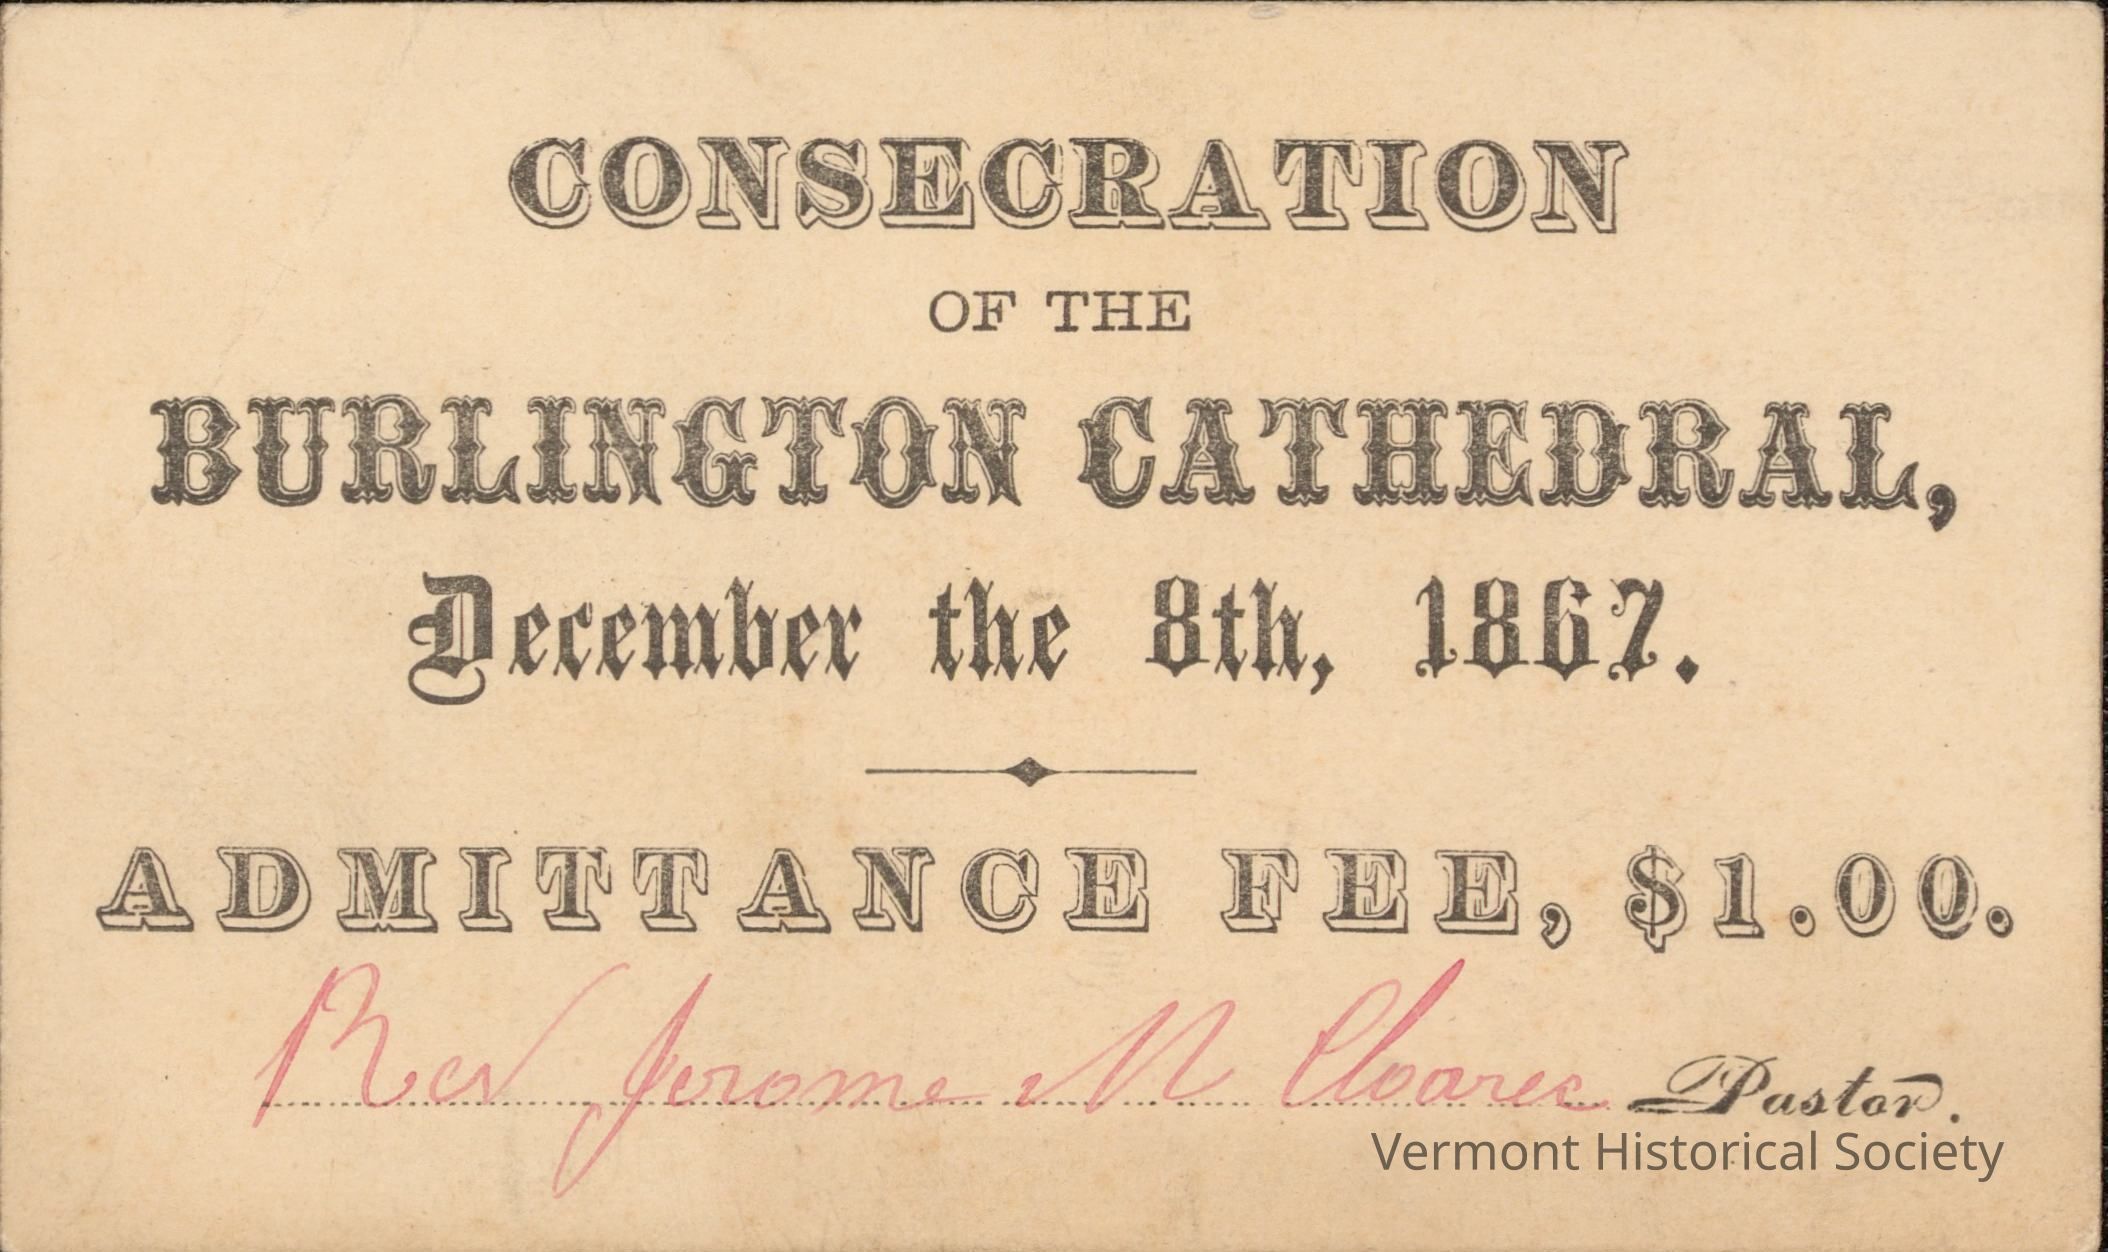 CONSECRATION
OF THE
BURLINGTON CATHEDRAL,
December the 8th, 1867.
ADMITTANCE FEE, $1.00.
Rev Jerome M Cloarec Pastor.
Vermont Historical Society